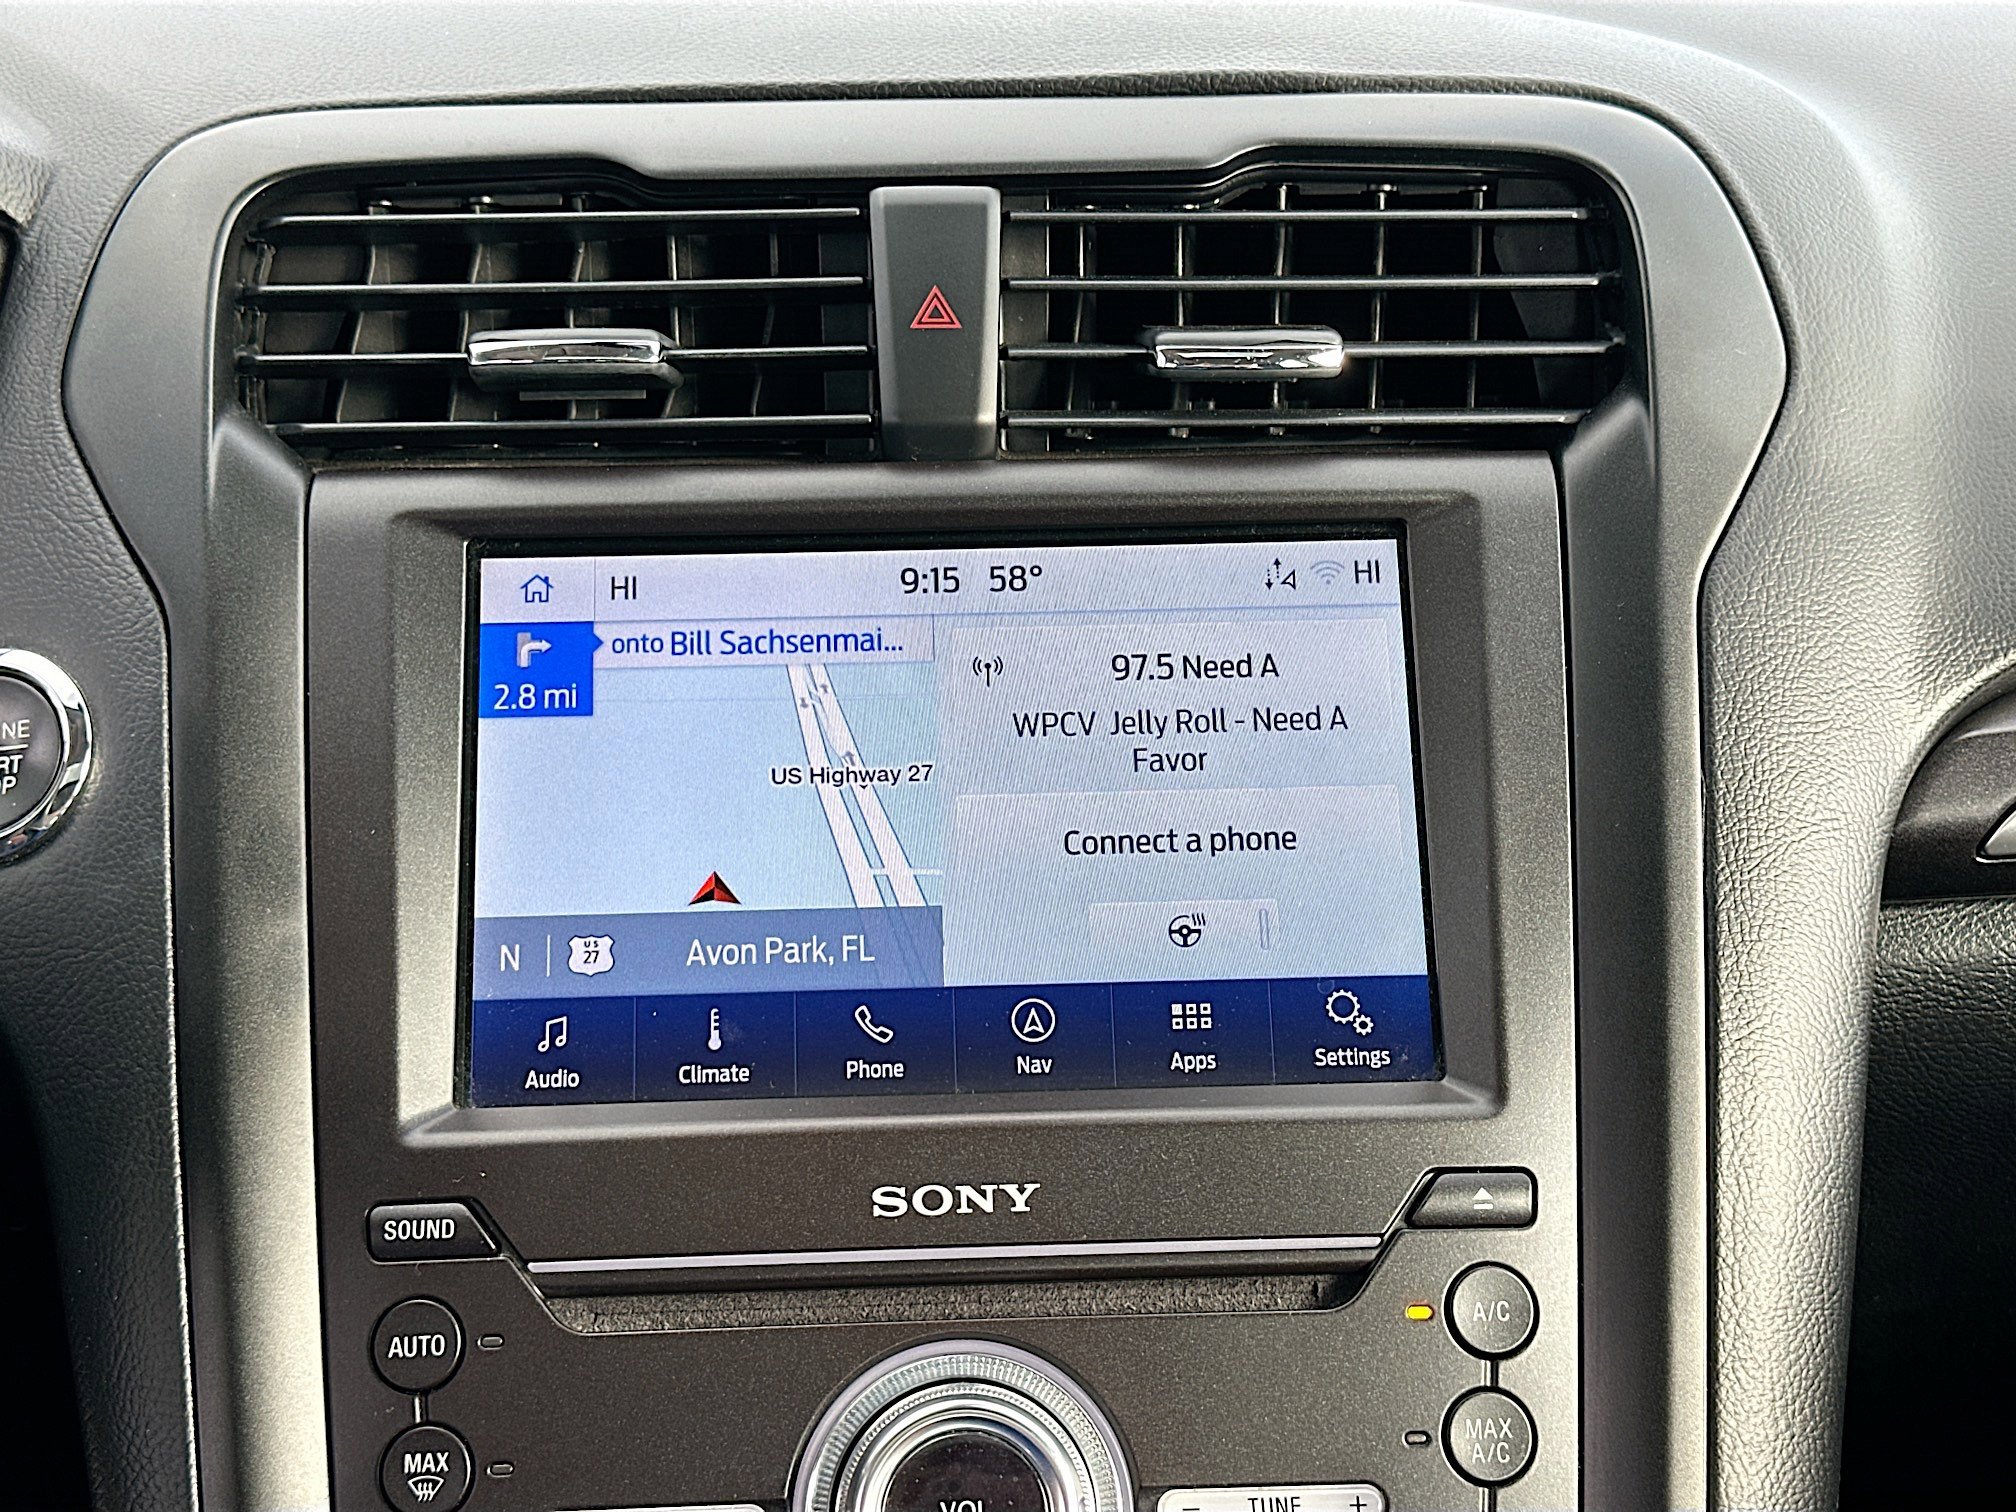 HI 9:15 58° HI
onto Bill Sachsenmai...
2.8 mi
US Highway 27
N US 27 Avon Park, FL
97.5 Need A
WPCV Jelly Roll - Need A
Favor
Connect a phone
Audio Climate Phone Nav Apps Settings
SONY
SOUND
AUTO
MAX
A/C
MAX
A/C
VOL
− TUNE +